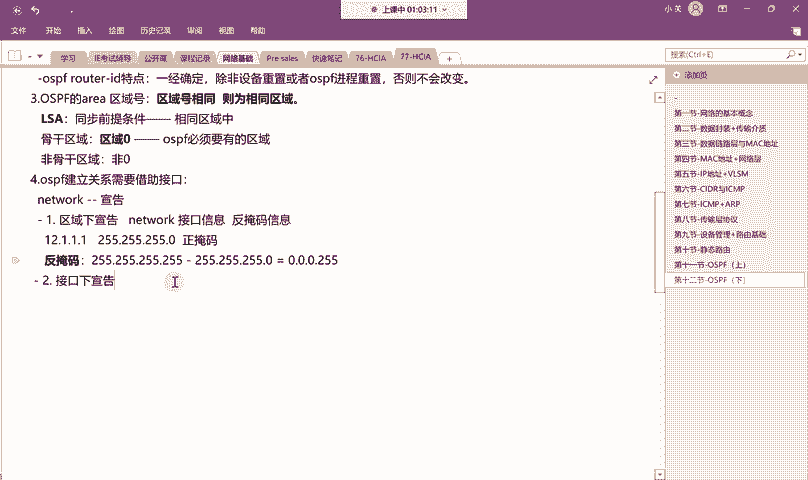 上课中 01:03:11
小 英
文件 开始 插入 绘图 历史记录 审阅 视图 帮助
学习 IE考试辅导 公开课 课程记录 网络基础 Pre sales 快速笔记 76-HCIA 77-HCIA +
搜索(Ctrl+E)
添加页
-ospf router-id特点：一经确定，除非设备重置或者ospf进程重置，否则不会改变。
3.OSPF的area 区域号：区域号相同 则为相同区域。
LSA：同步前提条件-------- 相同区域中
骨干区域：区域0 -------- ospf必须要有的区域
非骨干区域：非0
4.ospf建立关系需要借助接口：
network -- 宣告
- 1. 区域下宣告 network 接口信息 反掩码信息
12.1.1.1 255.255.255.0 正掩码
反掩码：255.255.255.255 - 255.255.255.0 = 0.0.0.255
- 2. 接口下宣告
-
第一节-网络的基本概念
第二节-数据封装+传输介质
第三节-数据链路层与MAC地址
第四节-MAC地址+网络层
第五节-IP地址+VLSM
第六节-CIDR与ICMP
第七节-ICMP+ARP
第八节-传输层协议
第九节-设备管理+路由基础
第十节-静态路由
第十一节-OSPF（上）
第十二节-OSPF（下）